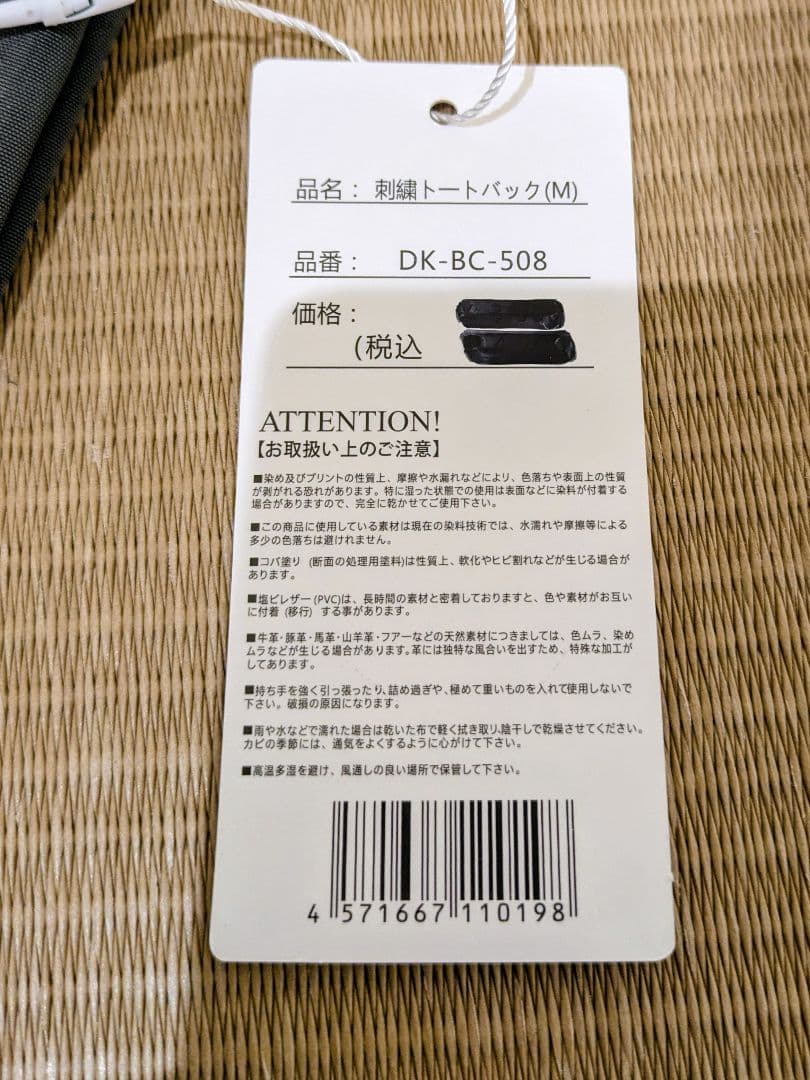 品名： 刺繍トートバック(M)
品番： DK-BC-508
価格：
(税込
ATTENTION!
【お取扱い上のご注意】
■染め及びプリントの性質上、摩擦や水漏れなどにより、色落ちや表面上の性質
が剥がれる恐れがあります。特に湿った状態での使用は表面などに染料が付着する
場合がありますので、完全に乾かせてご使用下さい。
■この商品に使用している素材は現在の染料技術では、水濡れや摩擦等による
多少の色落ちは避けれません。
■コバ塗り (断面の処理用塗料)は性質上、軟化やヒビ割れなどが生じる場合が
あります。
■塩ビレザー(PVC)は、長時間の素材と密着しておりますと、色や素材がお互い
に付着 (移行) する事があります。
■牛革･豚革･馬革･山羊革･フアーなどの天然素材につきましては、色ムラ、染め
ムラなどが生じる場合があります。革には独特な風合いを出すため、特殊な加工が
してあります。
■持ち手を強く引っ張ったり、詰め過ぎや、極めて重いものを入れて使用しないで
下さい。破損の原因になります。
■雨や水などで濡れた場合は乾いた布で軽く拭き取り､陰干しで乾燥させてください。
カビの季節には、通気をよくするように心がけて下さい。
■高温多湿を避け、風通しの良い場所で保管して下さい。
4 571667 110198